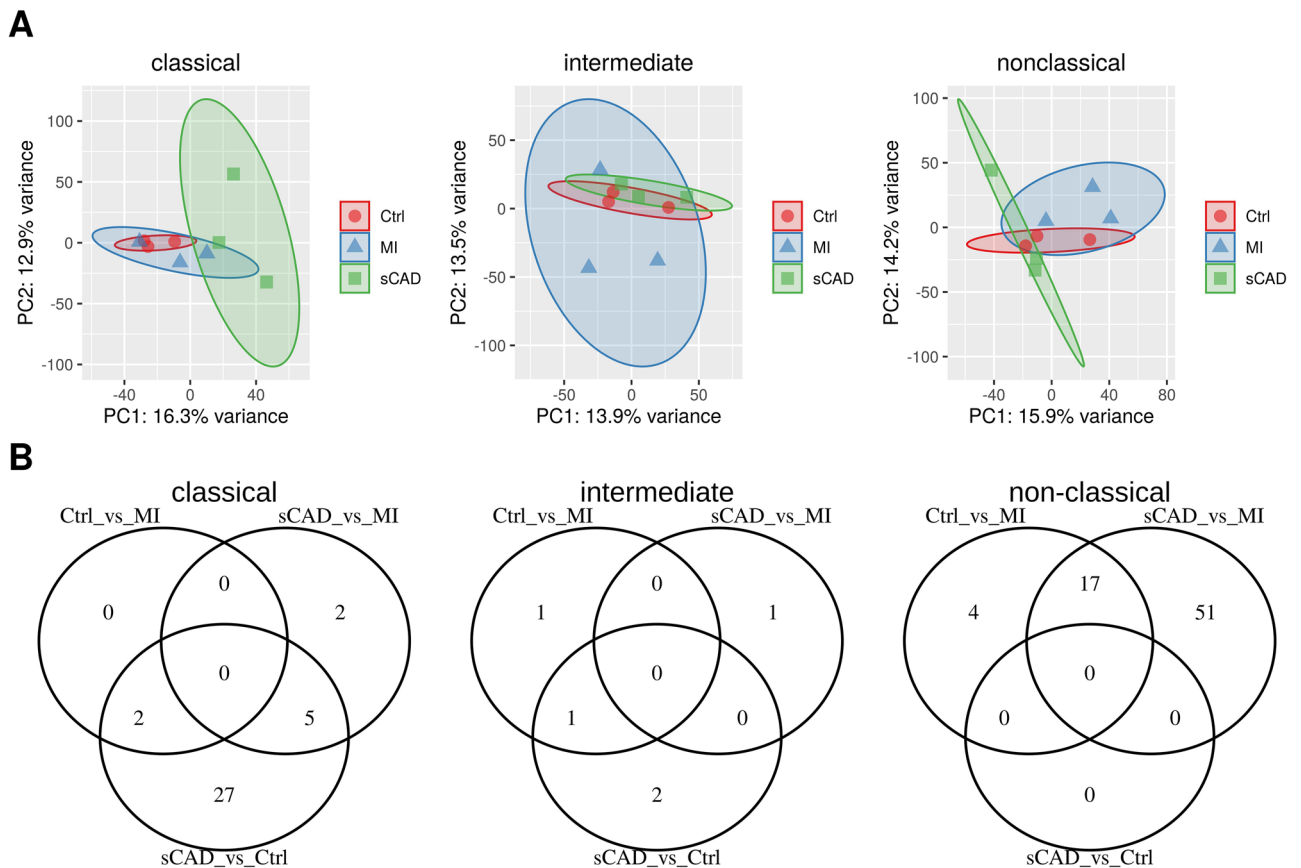 A
classical
PC2: 12.9% variance
100
50
0
-50
-100
-40
0
40
PC1: 16.3% variance
Ctrl
MI
sCAD
intermediate
PC2: 13.5% variance
50
0
-50
-100
-50
0
50
PC1: 13.9% variance
Ctrl
MI
sCAD
nonclassical
PC2: 14.2% variance
100
50
0
-50
-100
-40
0
40
80
PC1: 15.9% variance
Ctrl
MI
sCAD
B
classical
Ctrl_vs_MI
sCAD_vs_MI
0
0
2
0
2
5
27
sCAD_vs_Ctrl
intermediate
Ctrl_vs_MI
sCAD_vs_MI
0
1
1
0
1
0
2
sCAD_vs_Ctrl
non-classical
Ctrl_vs_MI
sCAD_vs_MI
17
4
51
0
0
0
0
sCAD_vs_Ctrl